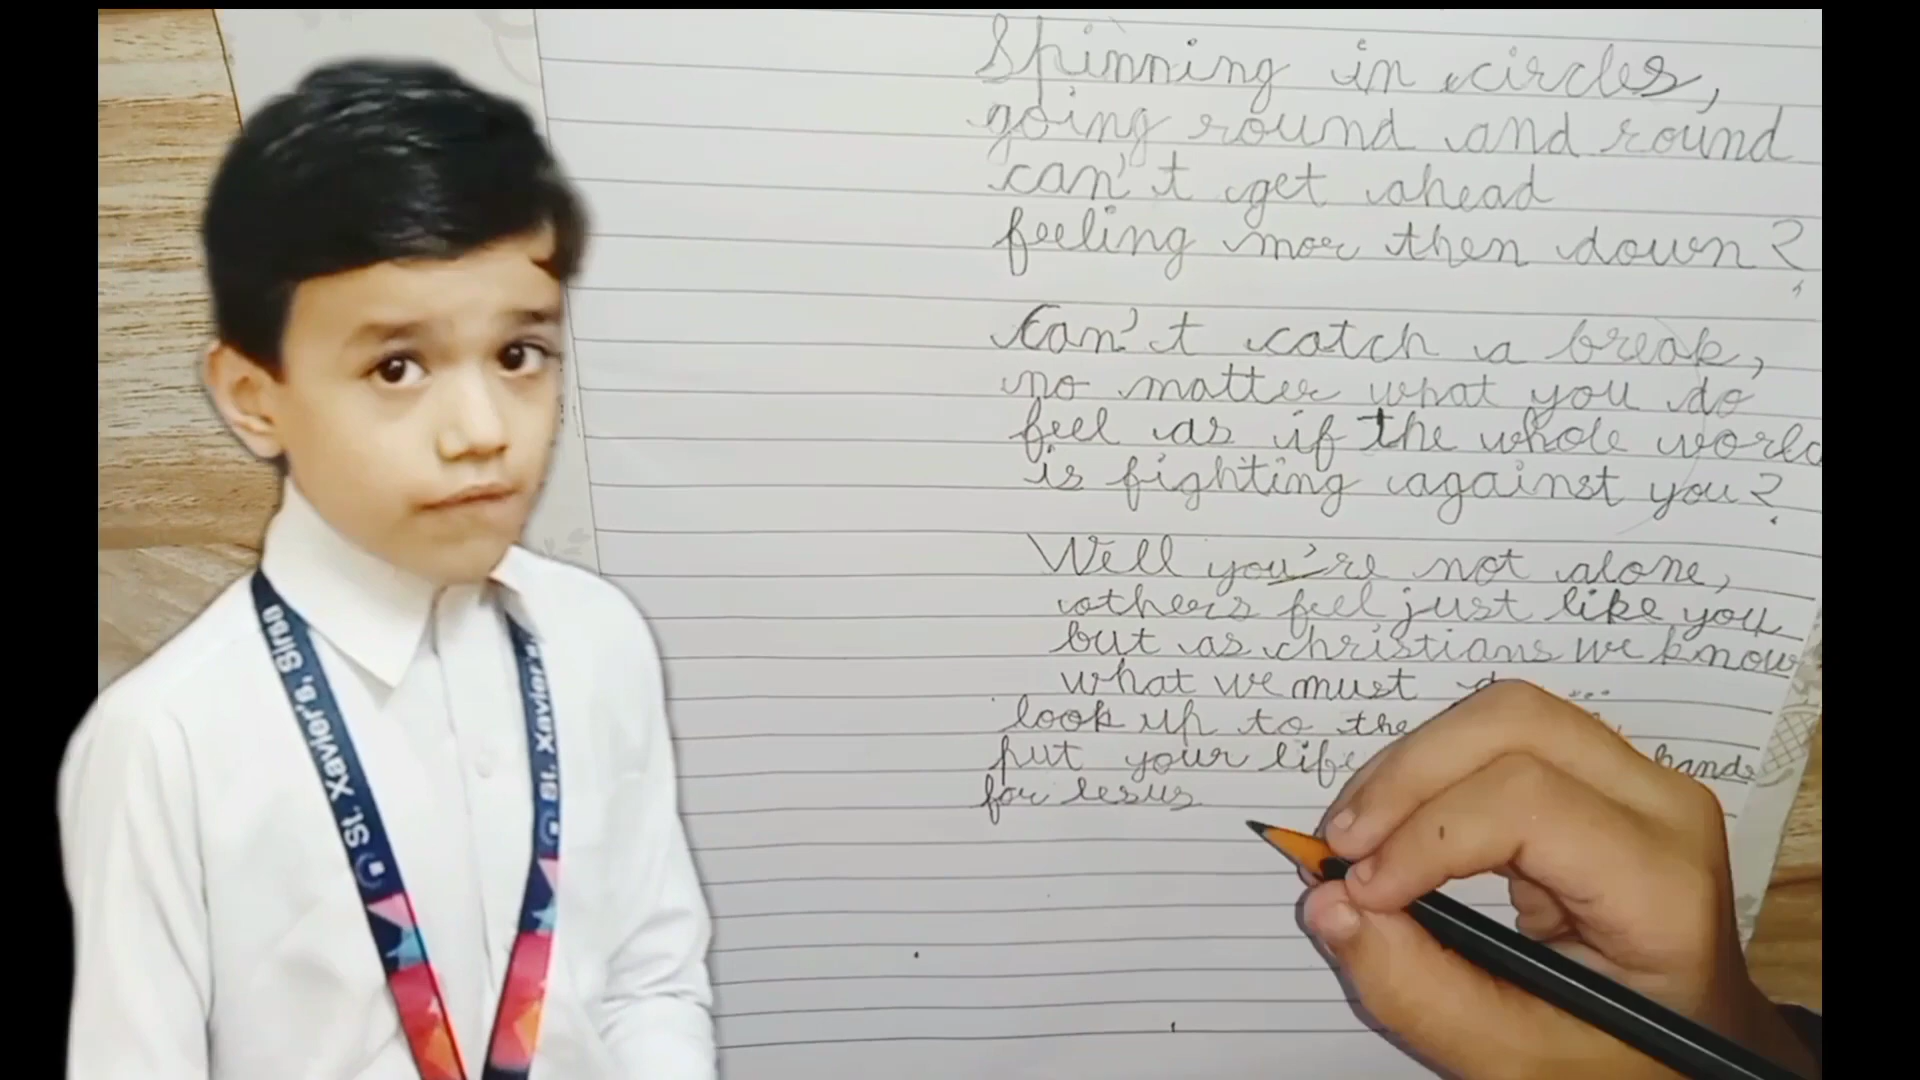 Spinning in circles,
going round and round
can't get ahead
feeling mor then down?
Can't catch a break,
no matter what you do
feel as if the whole world
is fighting against you?
Well you're not alone,
others feel just like you
but as christians we know
what we must
look up to the
put your life hands
for Jesus
St. Xavier's, Sirsa
St. Xavier's